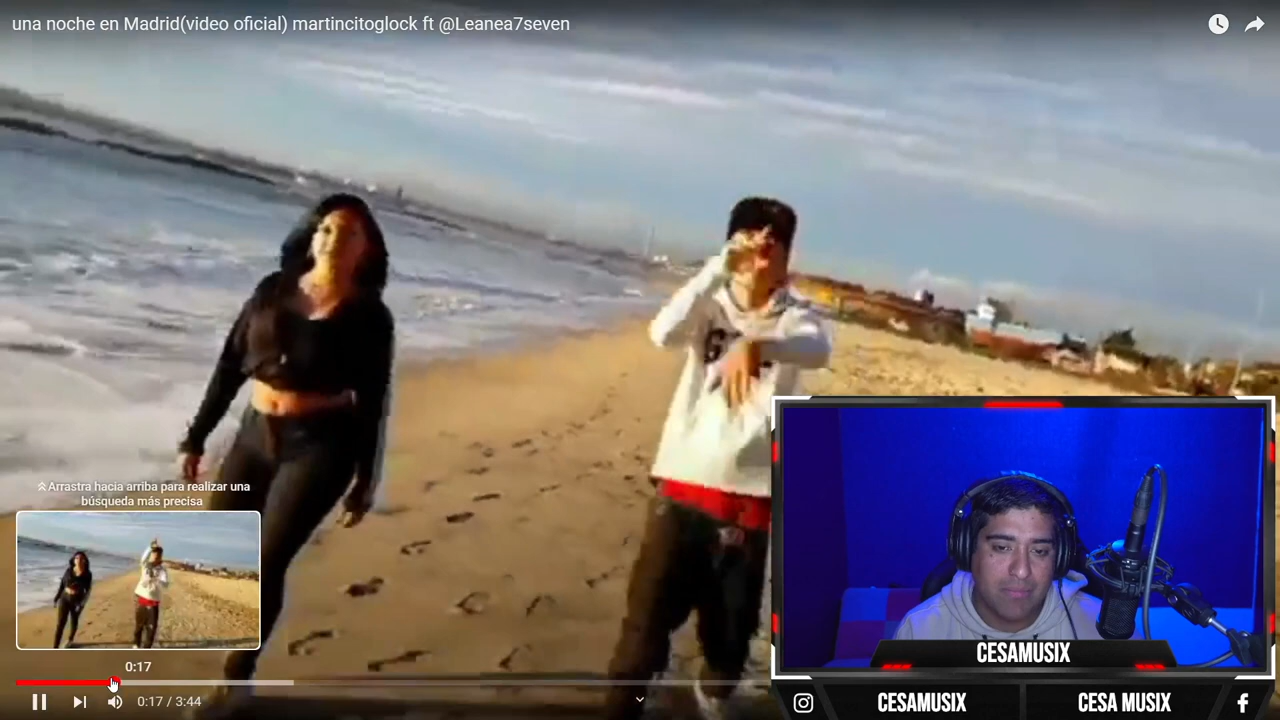 una noche en Madrid(video oficial) martincitoglock ft @Leanea7seven
Arrastra hacia arriba para realizar una
búsqueda más precisa
0:17
0:17 / 3:44
CESAMUSIX
CESAMUSIX
CESA MUSIX